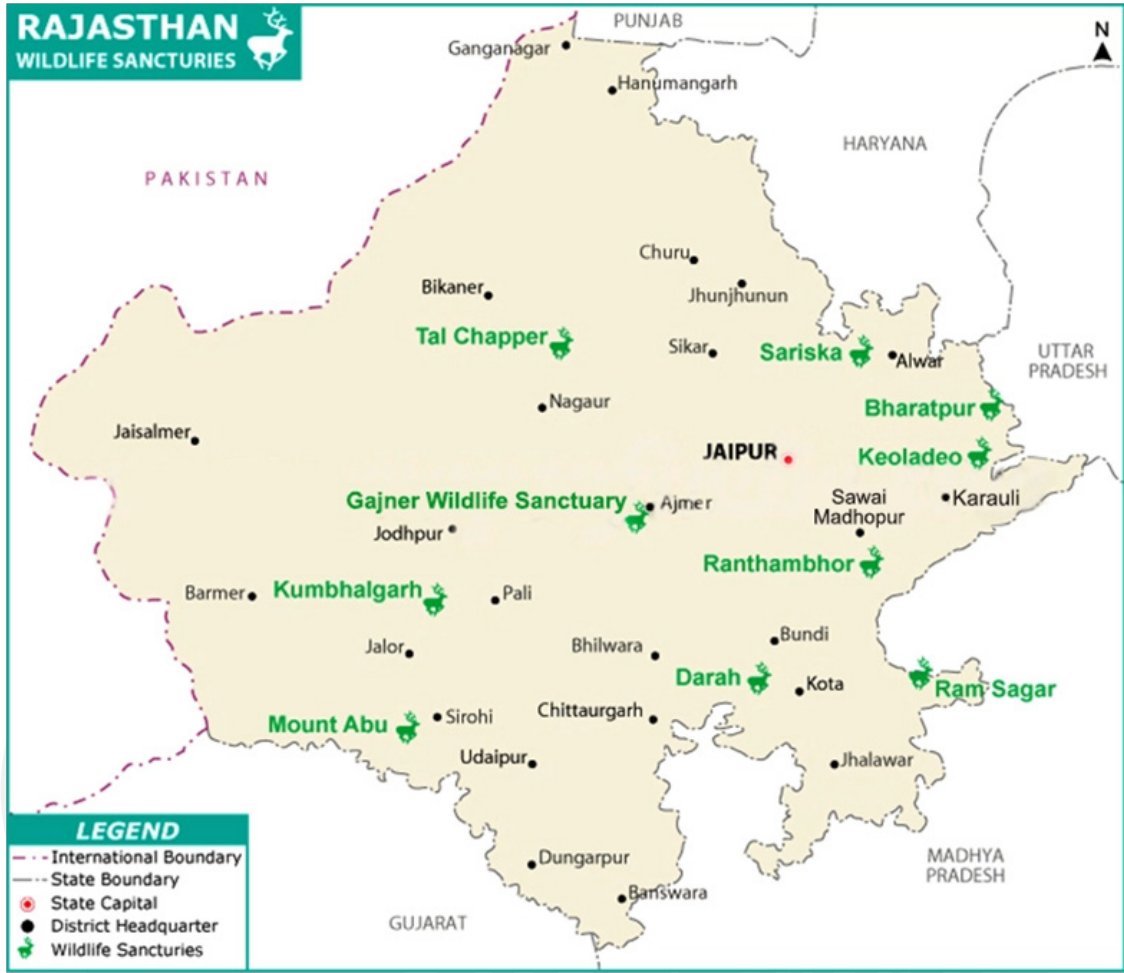 RAJASTHAN
WILDLIFE SANCTURIES
PUNJAB
N
Ganganagar
Hanumangarh
HARYANA
PAKISTAN
Churu
Bikaner
Jhunjhunun
Tal Chapper
Sikar
Sariska
Alwar
UTTAR
PRADESH
Nagaur
Bharatpur
Jaisalmer
JAIPUR
Keoladeo
Gajner Wildlife Sanctuary
Ajmer
Sawai
Madhopur
Karauli
Jodhpur
Ranthambhor
Barmer
Kumbhalgarh
Pali
Jalor
Bhilwara
Bundi
Darah
Kota
Ram Sagar
Mount Abu
Sirohi
Chittaurgarh
Udaipur
Jhalawar
LEGEND
International Boundary
State Boundary
State Capital
District Headquarter
Wildlife Sancturies
Dungarpur
Banswara
GUJARAT
MADHYA
PRADESH